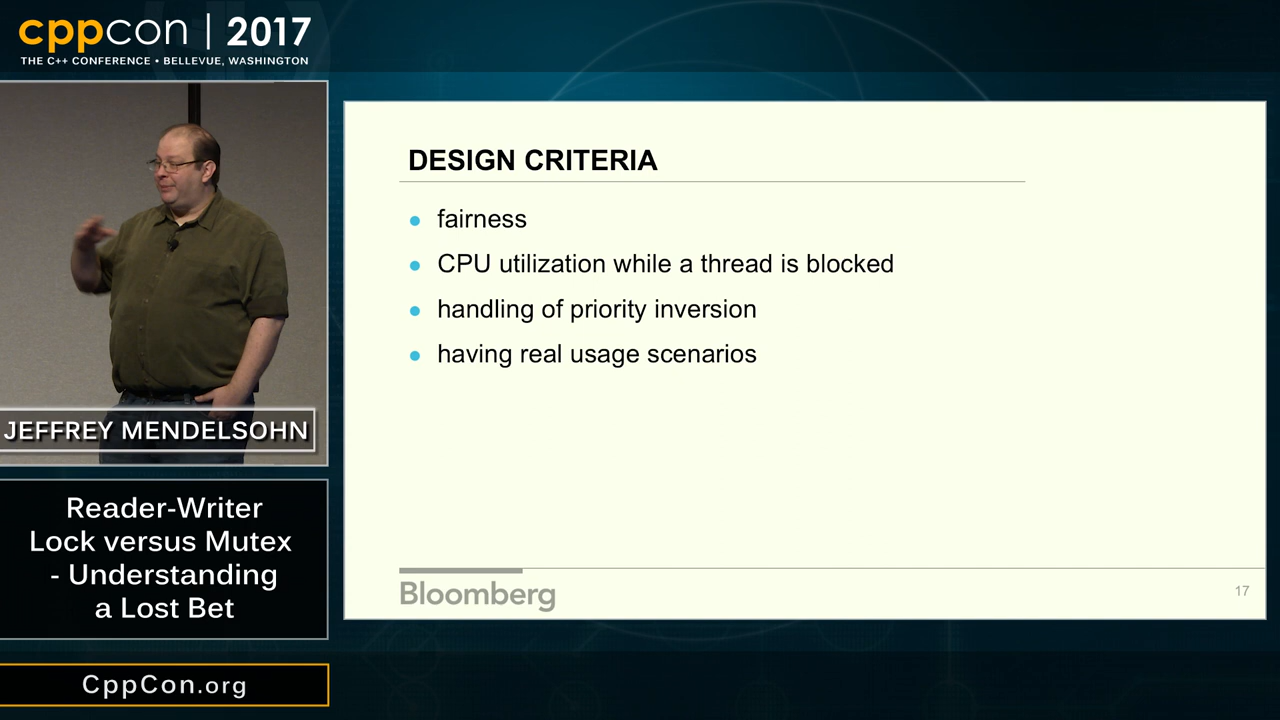 cppcon | 2017
THE C++ CONFERENCE • BELLEVUE, WASHINGTON
DESIGN CRITERIA
• fairness
• CPU utilization while a thread is blocked
• handling of priority inversion
• having real usage scenarios
JEFFREY MENDELSOHN
Reader-Writer
Lock versus Mutex
- Understanding
a Lost Bet
Bloomberg
17
CppCon.org